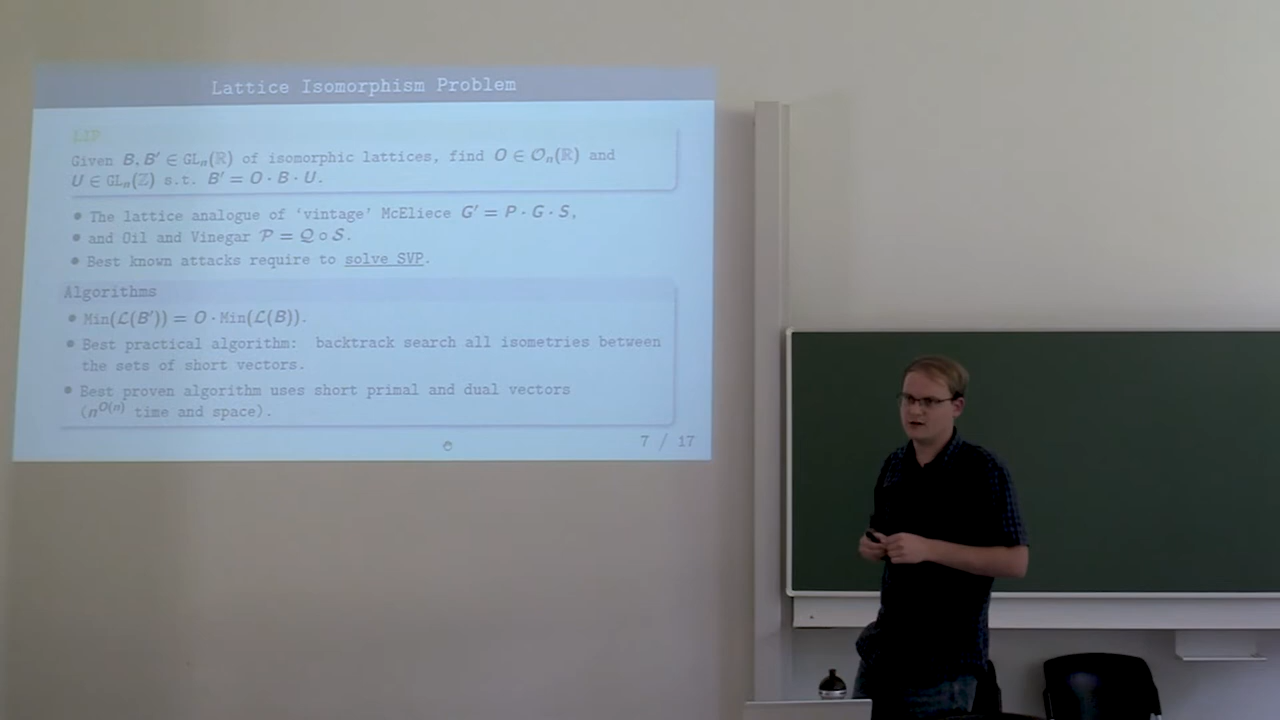 Lattice Isomorphism Problem
LIP
Given B, B′ ∈ GLₙ(ℝ) of isomorphic lattices, find O ∈ 𝒪ₙ(ℝ) and
U ∈ GLₙ(ℤ) s.t. B′ = O · B · U.
• The lattice analogue of ‘vintage’ McEliece G′ = P · G · S,
• and Oil and Vinegar 𝒫 = 𝒬 ∘ 𝒮.
• Best known attacks require to solve SVP.
Algorithms
• Min(ℒ(B′)) = O · Min(ℒ(B)).
• Best practical algorithm: backtrack search all isometries between
the sets of short vectors.
• Best proven algorithm uses short primal and dual vectors
(n^{O(n)} time and space).
7 / 17